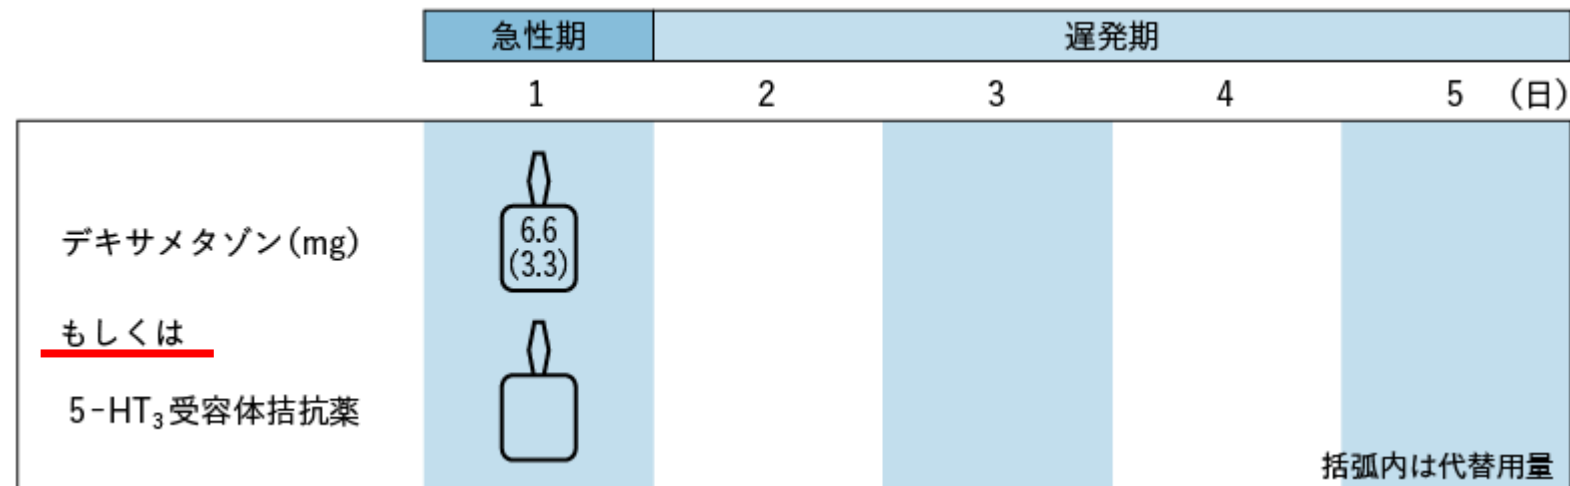 急性期 遅発期
1 2 3 4 5 (日)
デキサメタゾン(mg)
6.6
(3.3)
もしくは
5-HT₃受容体拮抗薬
括弧内は代替用量